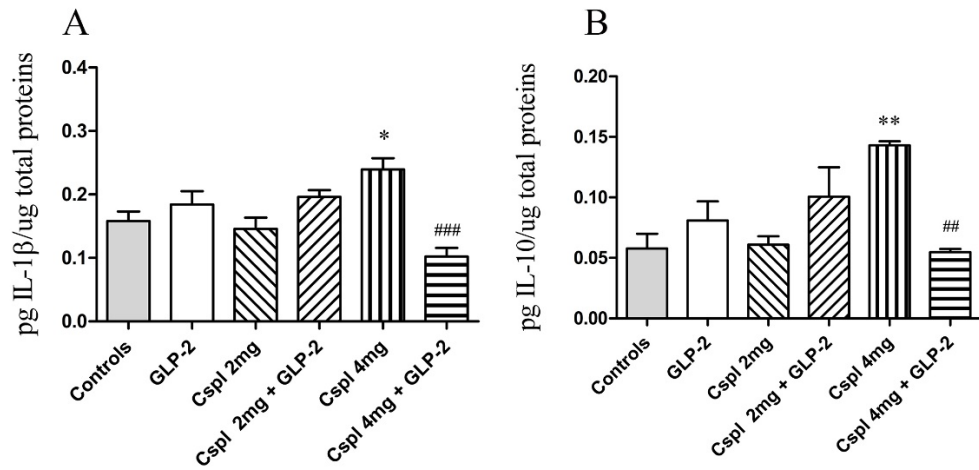 A
pg IL-1β/ug total proteins
0.4
0.3
0.2
0.1
0.0
*
###
Controls
GLP-2
Cspl 2mg
Cspl 2mg + GLP-2
Cspl 4mg
Cspl 4mg + GLP-2
B
pg IL-10/ug total proteins
0.20
0.15
0.10
0.05
0.00
**
##
Controls
GLP-2
Cspl 2mg
Cspl 2mg + GLP-2
Cspl 4mg
Cspl 4mg + GLP-2